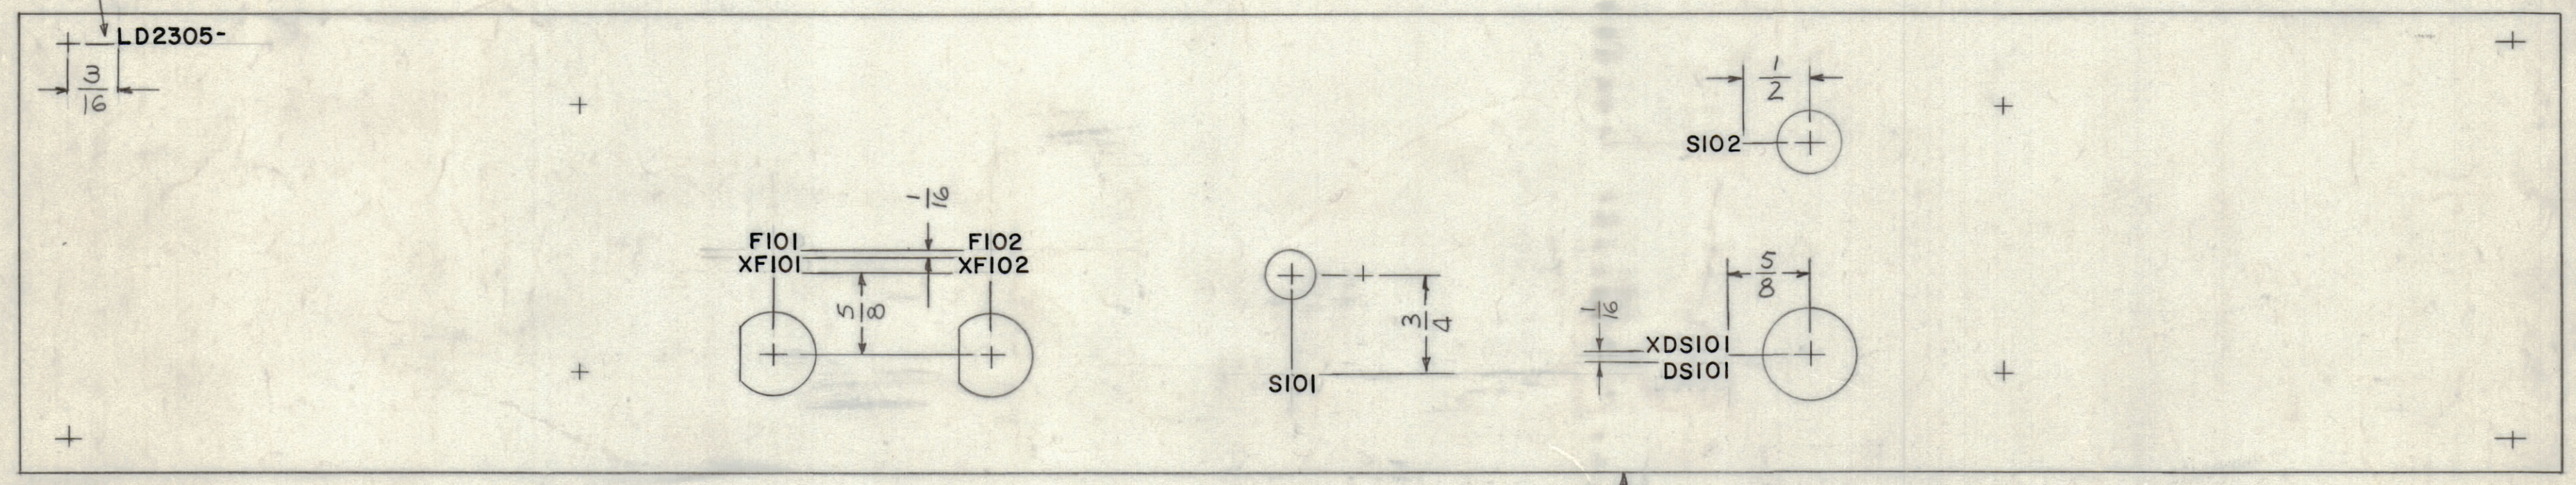 LD2305-
3/16
1/2
S102
1/16
F101 F102
XF101 XF102
5/8
3/4
S101
5/8
1/16
XDS101
DS101